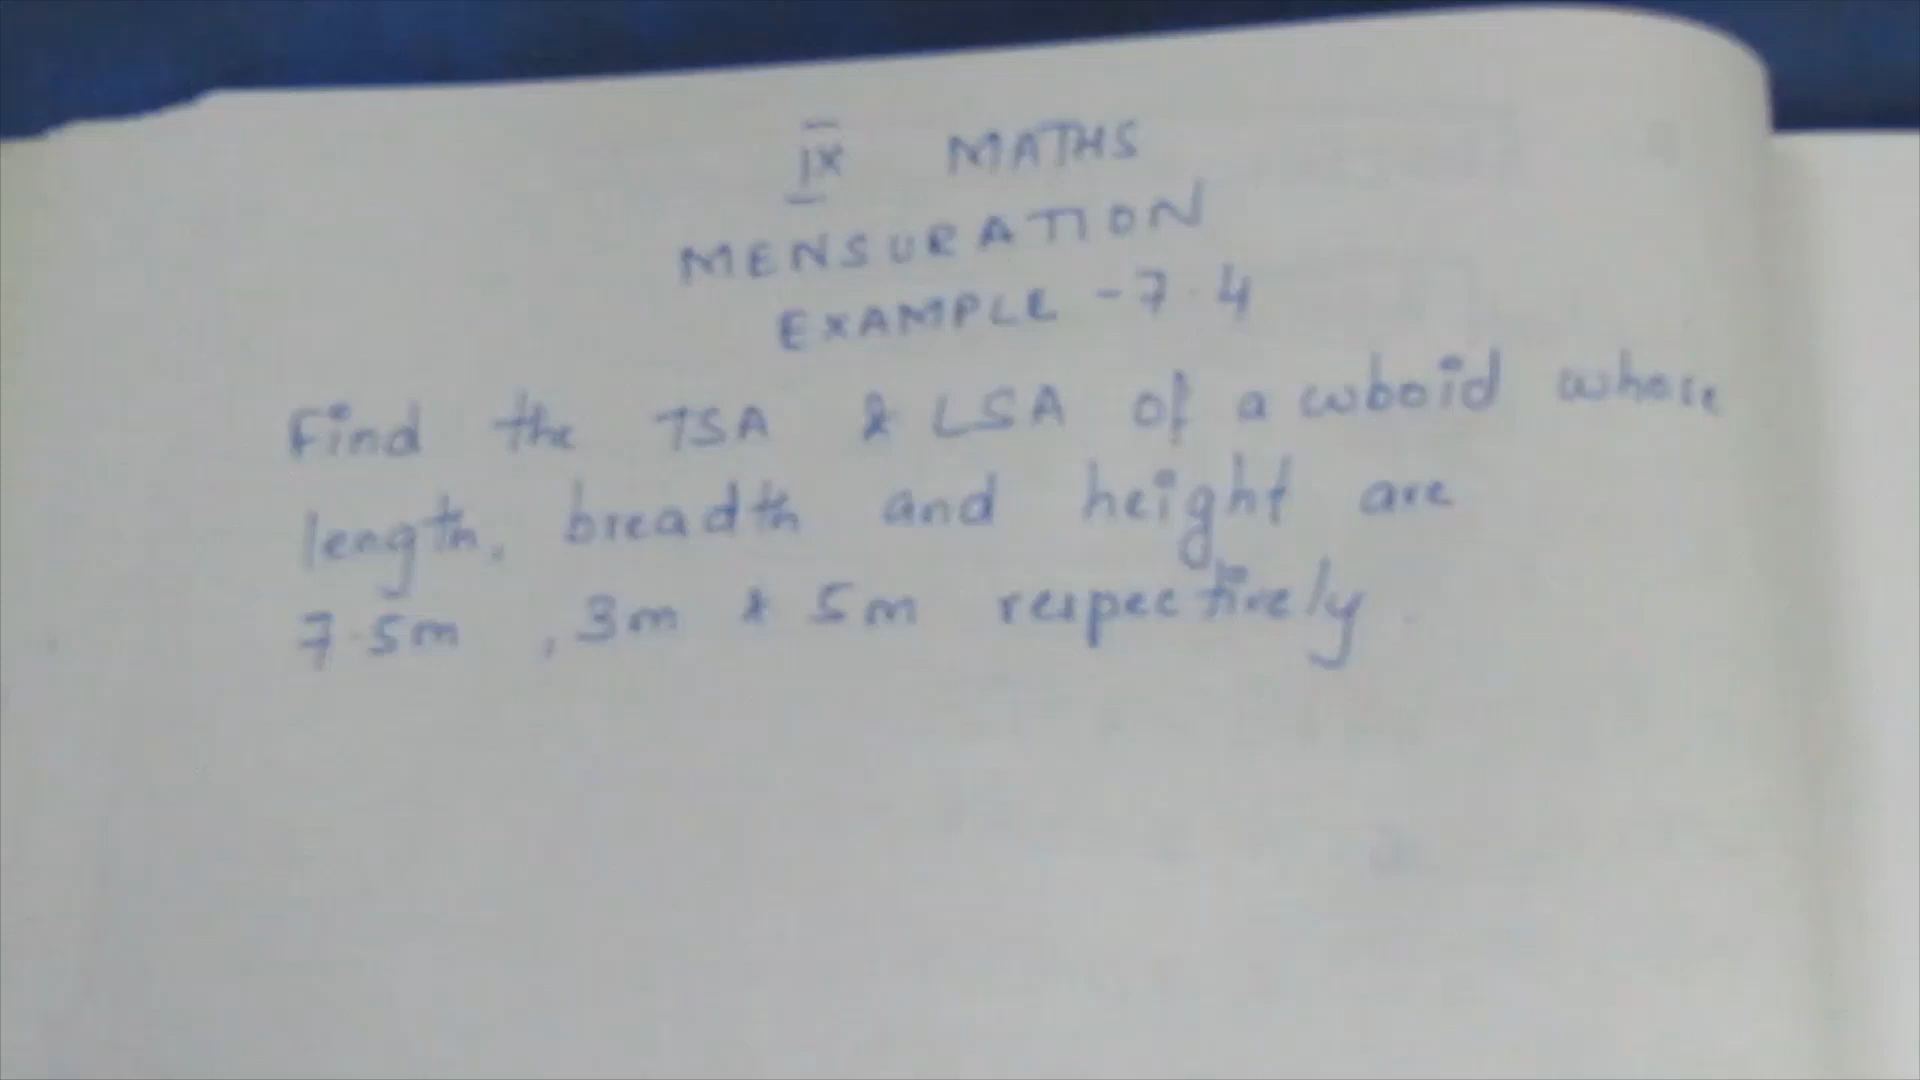 IX MATHS
MENSURATION
EXAMPLE - 7.4
Find the TSA & LSA of a cuboid whose
length, breadth and height are
7.5m, 3m & 5m respectively.